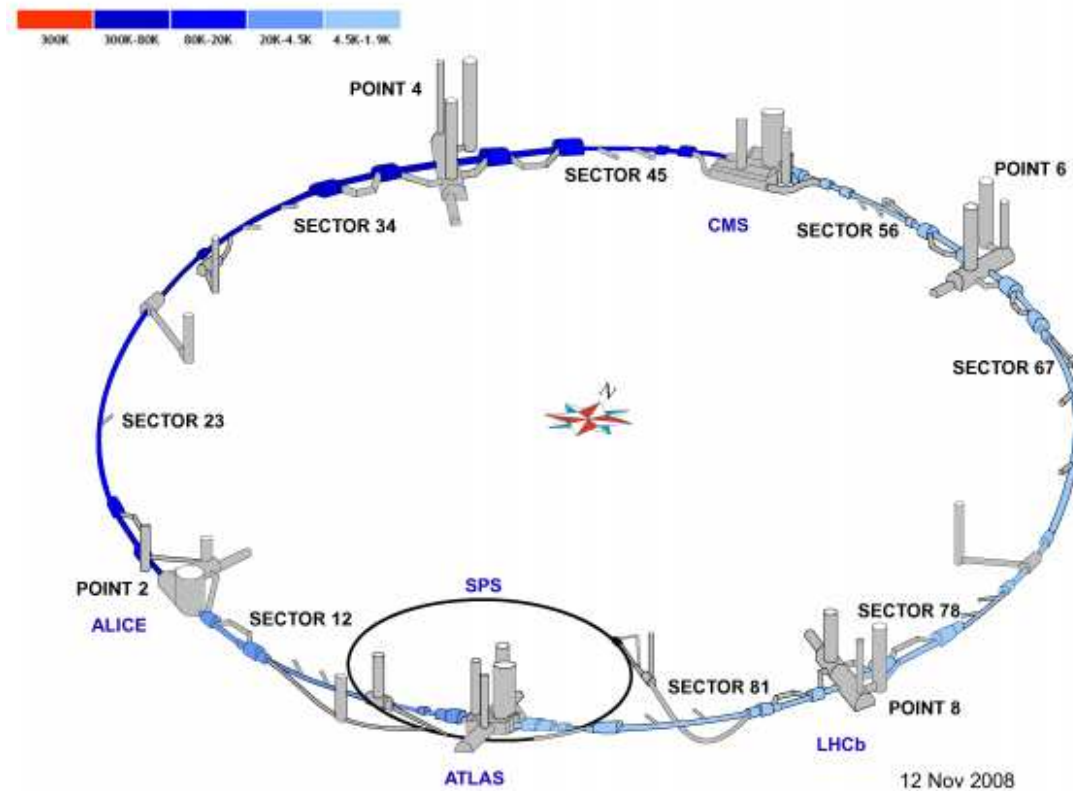 300K 300K-80K 80K-20K 20K-4.5K 4.5K-1.9K
POINT 4
SECTOR 45
POINT 6
SECTOR 34
CMS
SECTOR 56
SECTOR 67
N
SECTOR 23
POINT 2
SPS
ALICE
SECTOR 12
SECTOR 78
SECTOR 81
POINT 8
LHCb
ATLAS
12 Nov 2008